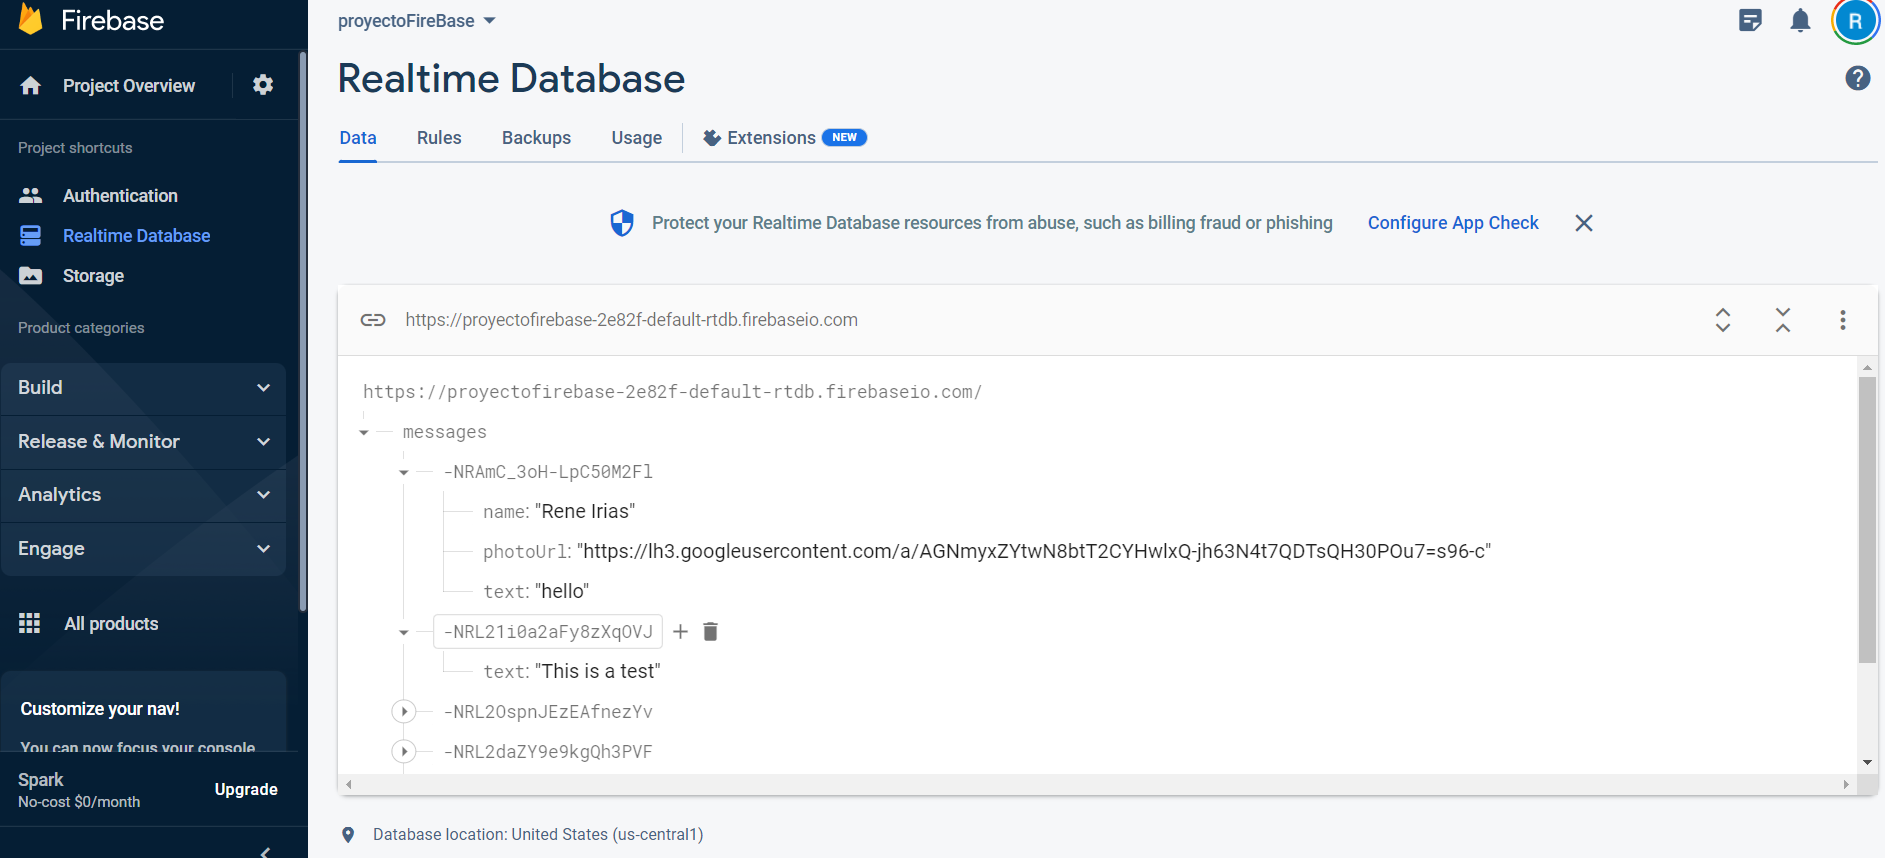 Firebase
Project Overview
Project shortcuts
Authentication
Realtime Database
Storage
Product categories
Build
Release & Monitor
Analytics
Engage
All products
Customize your nav!
You can now focus your console
Spark
No-cost $0/month
Upgrade
proyectoFireBase
R
Realtime Database
Data Rules Backups Usage Extensions NEW
Protect your Realtime Database resources from abuse, such as billing fraud or phishing Configure App Check
https://proyectofirebase-2e82f-default-rtdb.firebaseio.com
https://proyectofirebase-2e82f-default-rtdb.firebaseio.com/
messages
-NRAmC_3oH-LpC50M2Fl
name: "Rene Irias"
photoUrl: "https://lh3.googleusercontent.com/a/AGNmyxZYtwN8btT2CYHwlxQ-jh63N4t7QDTsQH30POu7=s96-c"
text: "hello"
-NRL21i0a2aFy8zXqOVJ
text: "This is a test"
-NRL2OspnJEzEAfnezYv
-NRL2daZY9e9kgQh3PVF
Database location: United States (us-central1)